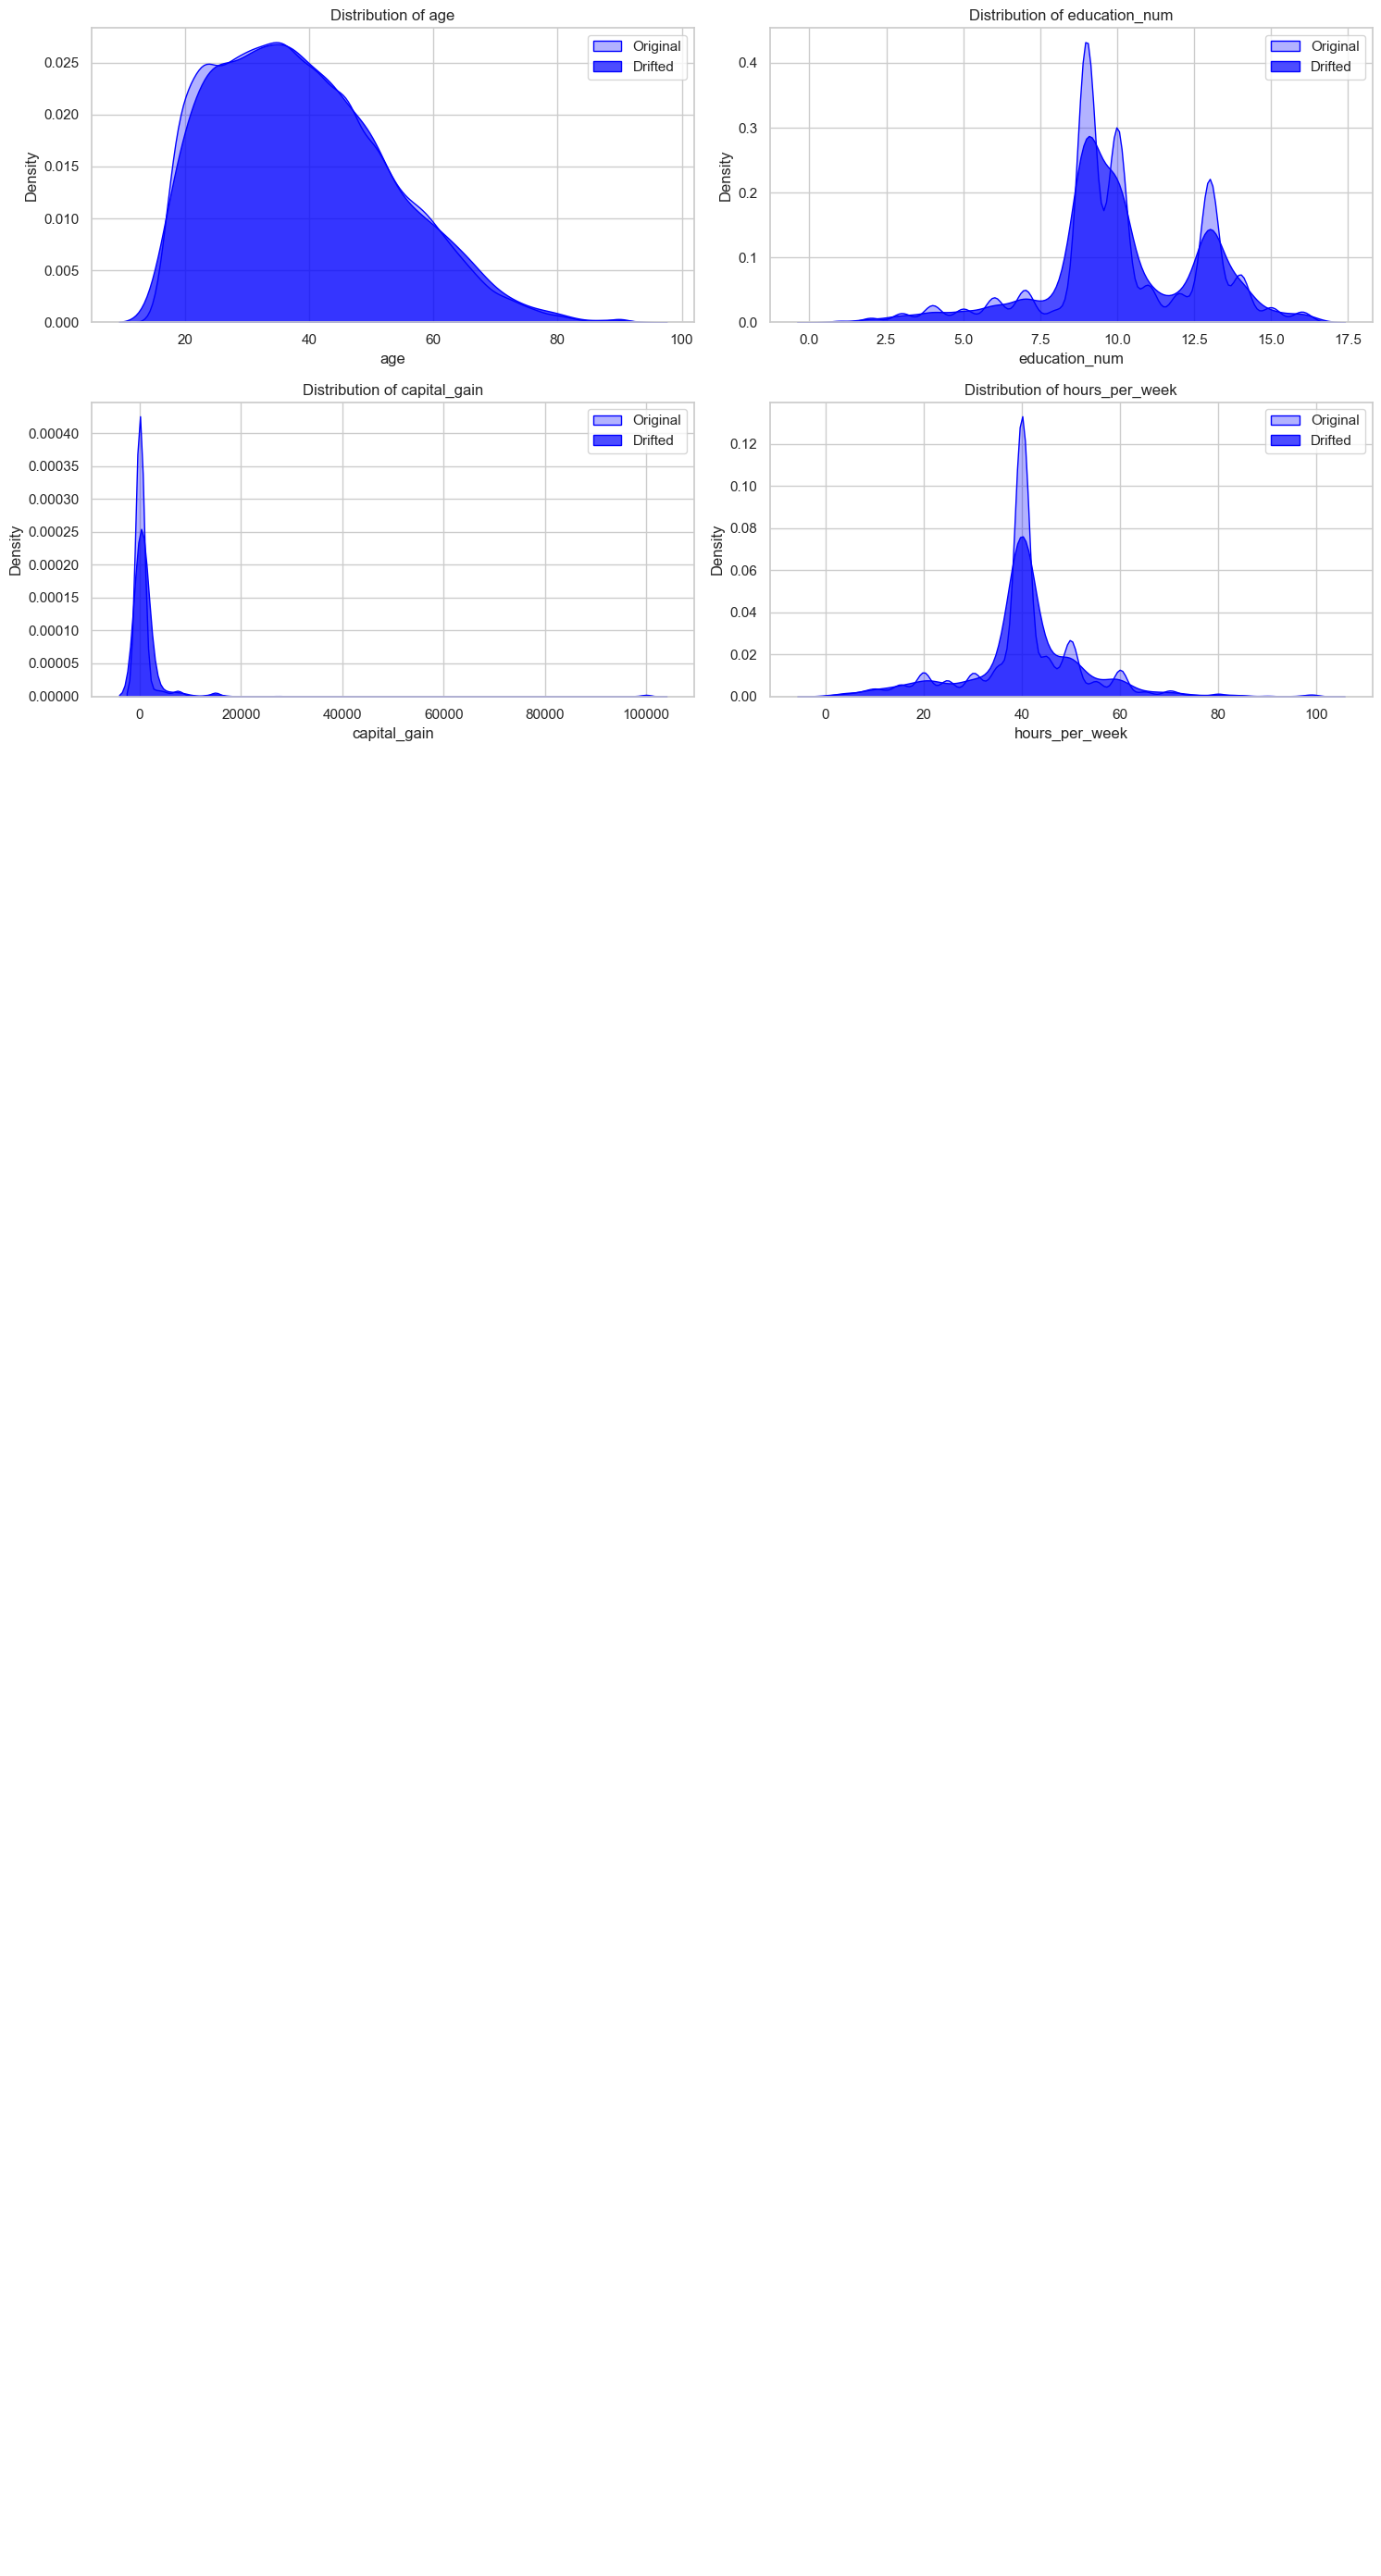 Distribution of age
Original
Drifted
Density
0.025
0.020
0.015
0.010
0.005
0.000
20
40
60
80
100
age
Distribution of education_num
Original
Drifted
Density
0.4
0.3
0.2
0.1
0.0
0.0
2.5
5.0
7.5
10.0
12.5
15.0
17.5
education_num
Distribution of capital_gain
Original
Drifted
Density
0.00040
0.00035
0.00030
0.00025
0.00020
0.00015
0.00010
0.00005
0.00000
0
20000
40000
60000
80000
100000
capital_gain
Distribution of hours_per_week
Original
Drifted
Density
0.12
0.10
0.08
0.06
0.04
0.02
0.00
0
20
40
60
80
100
hours_per_week